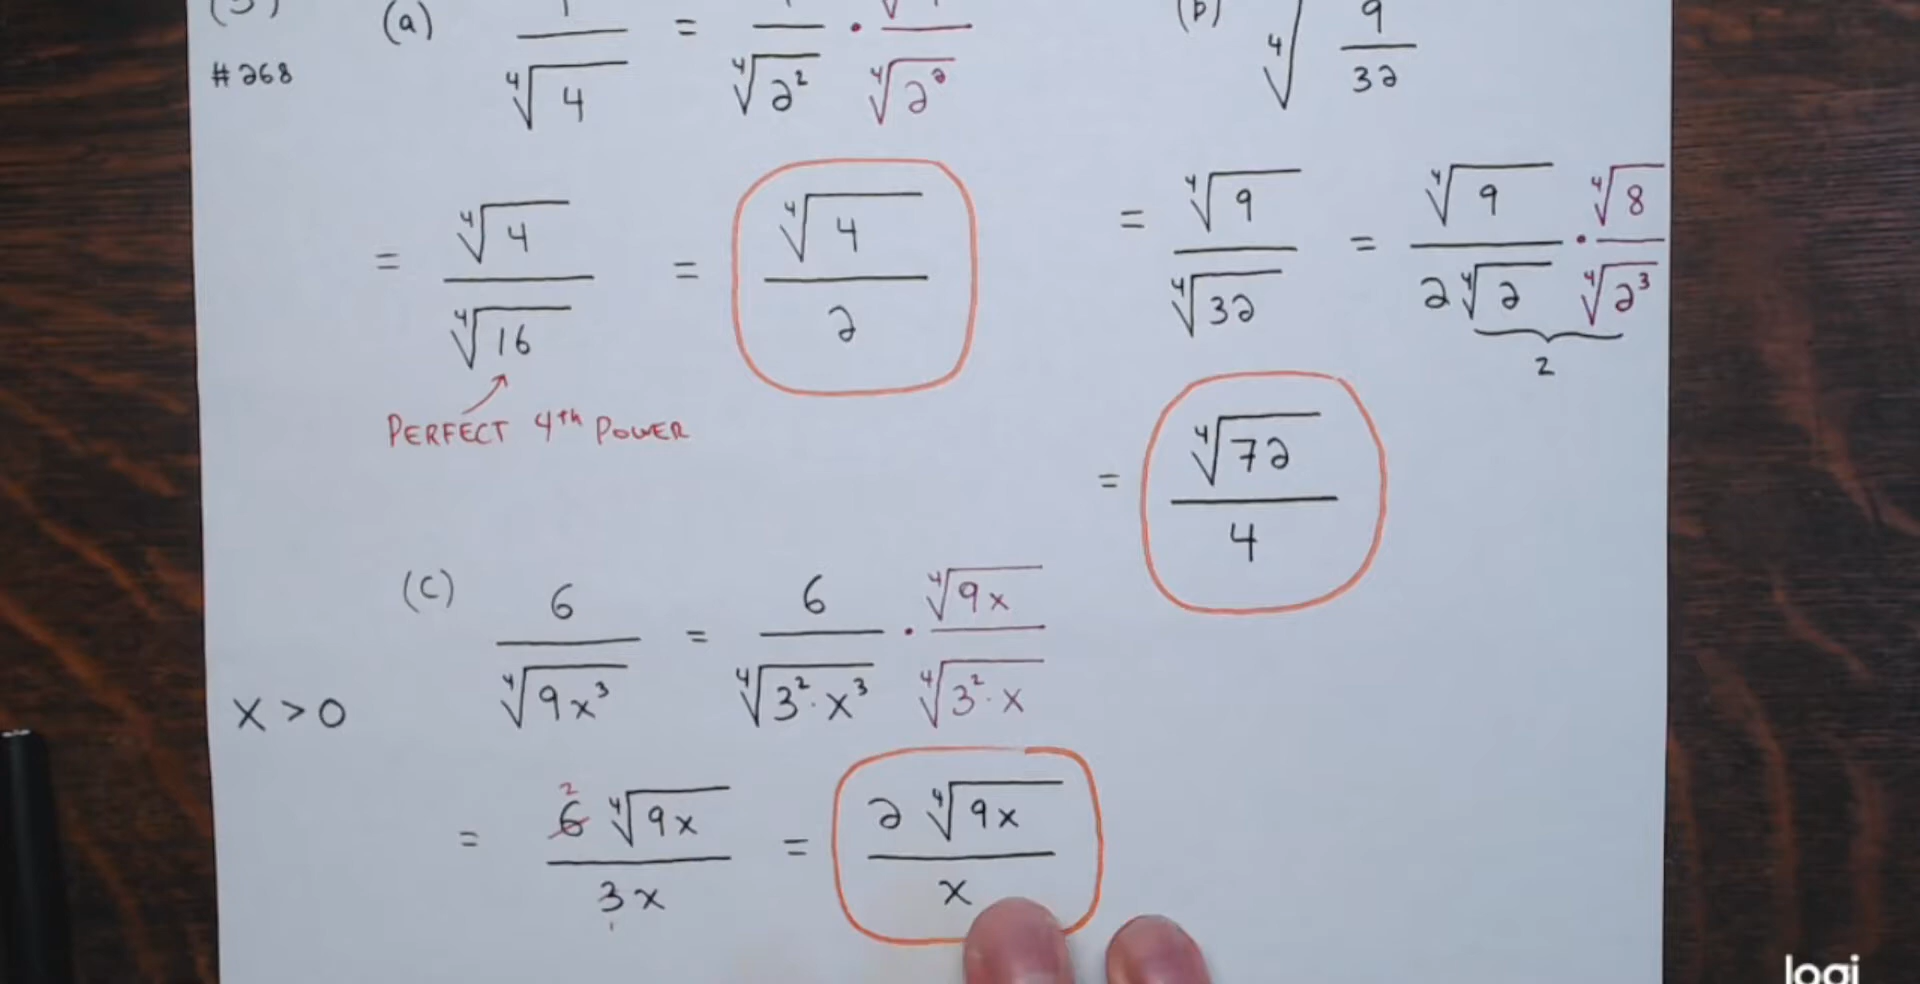 (a) 1/∜4 = 1/∜2² · ∜4/∜2²
#268
= ∜4/∜16 = ∜4/2
PERFECT 4th POWER
(b) ∜(9/32)
= ∜9/∜32 = ∜9/(2∜2) · ∜8/∜2³
2
= ∜72/4
(c) 6/∜9x³ = 6/∜3²·x³ · ∜9x/∜3²·x
x > 0
= 6 2 ∜9x/3x 1 = 2∜9x/x
logi